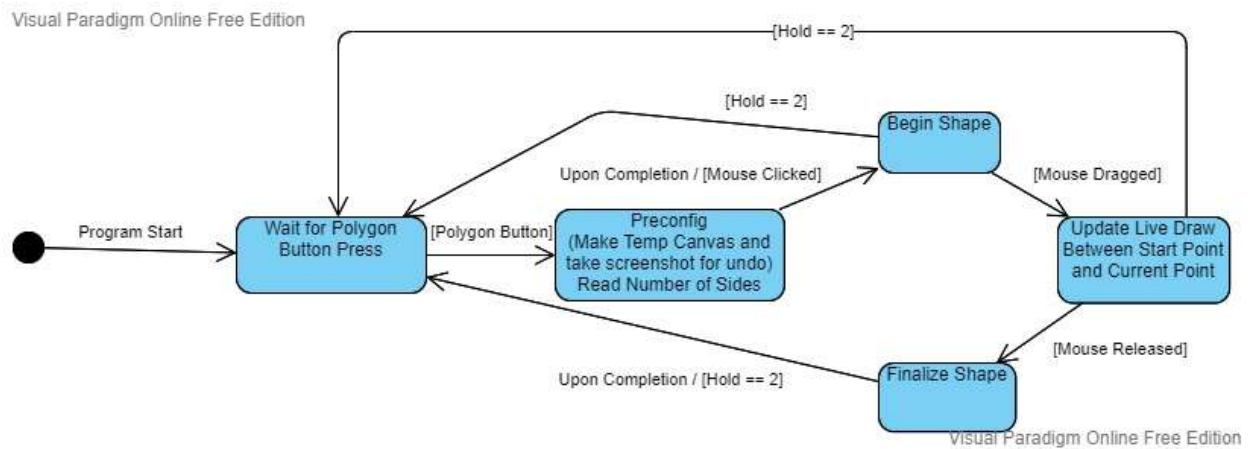 Visual Paradigm Online Free Edition
[Hold == 2]
[Hold == 2]
Begin Shape
Upon Completion / [Mouse Clicked]
[Mouse Dragged]
Program Start
Wait for Polygon
Button Press
[Polygon Button]
Preconfig
(Make Temp Canvas and
take screenshot for undo)
Read Number of Sides
Update Live Draw
Between Start Point
and Current Point
[Mouse Released]
Upon Completion / [Hold == 2]
Finalize Shape
Visual Paradigm Online Free Edition